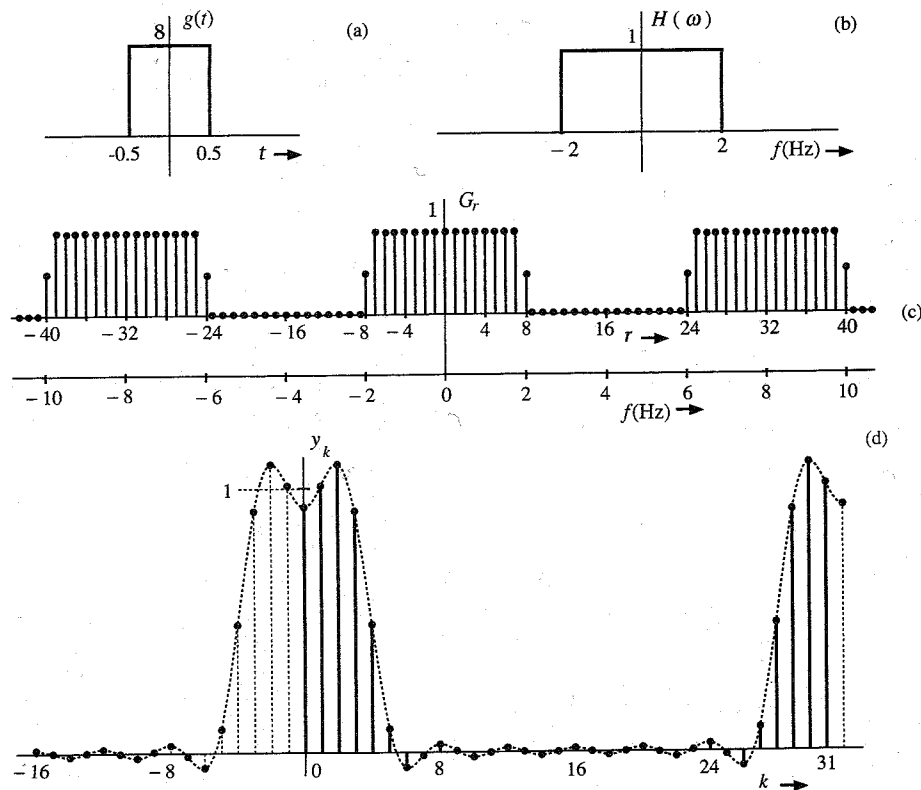 8 g(t) (a)
-0.5 0.5 t →
1 H(ω) (b)
−2 2 f(Hz) →
1 G_r
−40 −32 −24 −16 −8 −4 0 4 8 16 24 32 40
r → (c)
−10 −8 −6 −4 −2 0 2 4 6 8 10
f(Hz) →
y_k (d)
1
−16 −8 0 8 16 24 31
k →